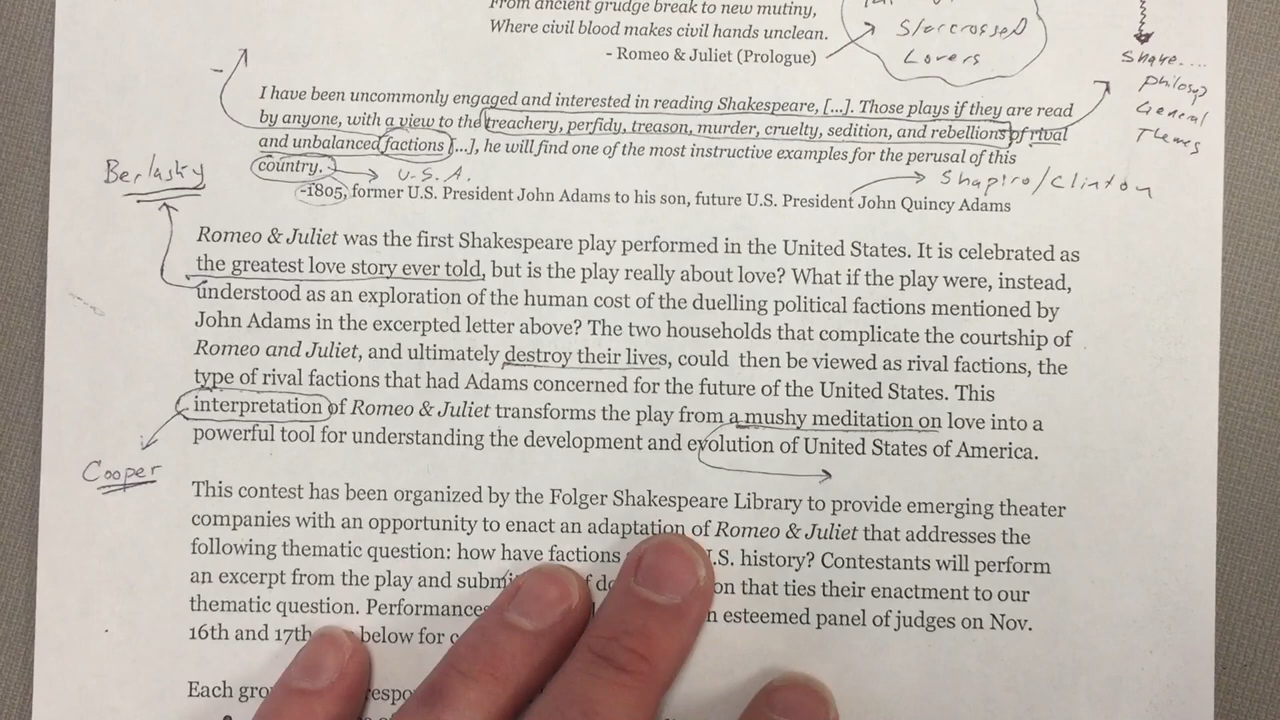 From ancient grudge break to new mutiny,
Where civil blood makes civil hands unclean.
- Romeo & Juliet (Prologue)
Starcrossed
Lovers
Shake....
philosop
General
Themes
I have been uncommonly engaged and interested in reading Shakespeare, [...]. Those plays if they are read
by anyone, with a view to the treachery, perfidy, treason, murder, cruelty, sedition, and rebellions of rival
and unbalanced factions [...], he will find one of the most instructive examples for the perusal of this
country.
U.S.A.
Shapiro/Clinton
-1805, former U.S. President John Adams to his son, future U.S. President John Quincy Adams
Berlasky
Romeo & Juliet was the first Shakespeare play performed in the United States. It is celebrated as
the greatest love story ever told, but is the play really about love? What if the play were, instead,
understood as an exploration of the human cost of the duelling political factions mentioned by
John Adams in the excerpted letter above? The two households that complicate the courtship of
Romeo and Juliet, and ultimately destroy their lives, could then be viewed as rival factions, the
type of rival factions that had Adams concerned for the future of the United States. This
interpretation of Romeo & Juliet transforms the play from a mushy meditation on love into a
powerful tool for understanding the development and evolution of United States of America.
Cooper
This contest has been organized by the Folger Shakespeare Library to provide emerging theater
companies with an opportunity to enact an adaptation of Romeo & Juliet that addresses the
following thematic question: how have factions U.S. history? Contestants will perform
an excerpt from the play and submit of on that ties their enactment to our
thematic question. Performances esteemed panel of judges on Nov.
16th and 17th below for
Each